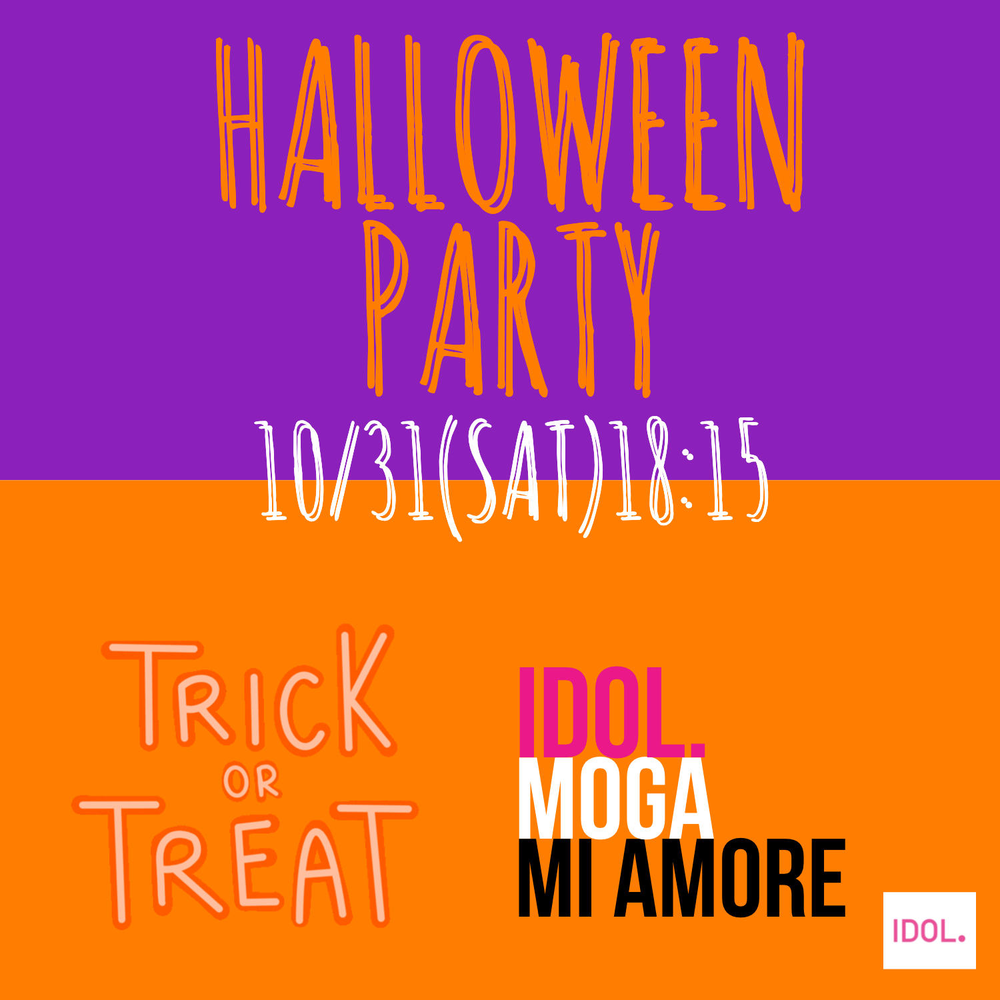 HALLOWEEN
PARTY
10/31(SAT)18:15
TRICK
OR
TREAT
IDOL.
MOGA
MI AMORE
IDOL.